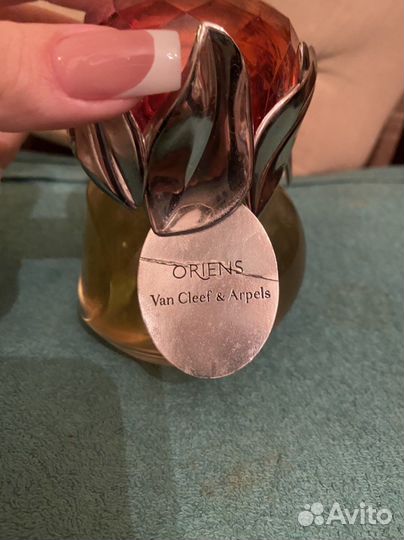 ORIENS
Van Cleef & Arpels
Avito